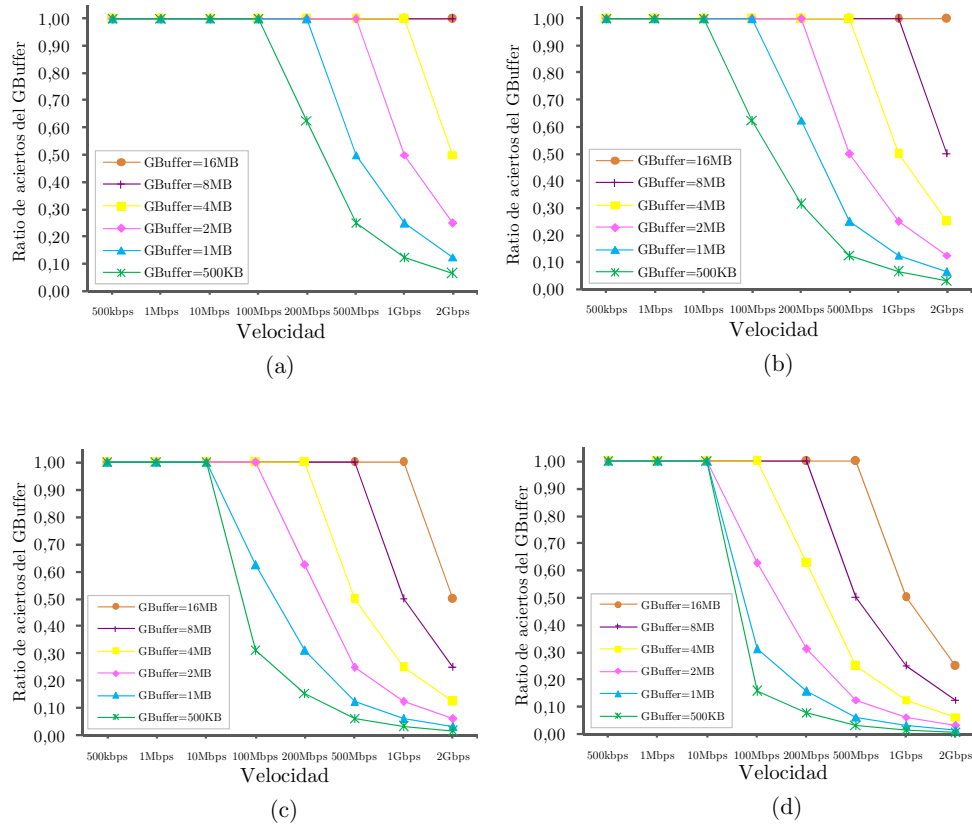 1,00
0,90
0,80
0,70
0,60
0,50
0,40
0,30
0,20
0,10
0,00
Ratio de aciertos del GBuffer
GBuffer=16MB
GBuffer=8MB
GBuffer=4MB
GBuffer=2MB
GBuffer=1MB
GBuffer=500KB
500kbps 1Mbps 10Mbps 100Mbps 200Mbps 500Mbps 1Gbps 2Gbps
Velocidad
(a)
1,00
0,90
0,80
0,70
0,60
0,50
0,40
0,30
0,20
0,10
0,00
Ratio de aciertos del GBuffer
GBuffer=16MB
GBuffer=8MB
GBuffer=4MB
GBuffer=2MB
GBuffer=1MB
GBuffer=500KB
500kbps 1Mbps 10Mbps 100Mbps 200Mbps 500Mbps 1Gbps 2Gbps
Velocidad
(b)
1,00
0,90
0,80
0,70
0,60
0,50
0,40
0,30
0,20
0,10
0,00
Ratio de aciertos del GBuffer
GBuffer=16MB
GBuffer=8MB
GBuffer=4MB
GBuffer=2MB
GBuffer=1MB
GBuffer=500KB
500kbps 1Mbps 10Mbps 100Mbps 200Mbps 500Mbps 1Gbps 2Gbps
Velocidad
(c)
1,00
0,90
0,80
0,70
0,60
0,50
0,40
0,30
0,20
0,10
0,00
Ratio de aciertos del GBuffer
GBuffer=16MB
GBuffer=8MB
GBuffer=4MB
GBuffer=2MB
GBuffer=1MB
GBuffer=500KB
500kbps 1Mbps 10Mbps 100Mbps 200Mbps 500Mbps 1Gbps 2Gbps
Velocidad
(d)